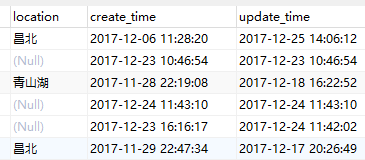 location create_time update_time
昌北 2017-12-06 11:28:20 2017-12-25 14:06:12
(Null) 2017-12-23 10:46:54 2017-12-23 10:46:54
青山湖 2017-11-28 22:19:08 2017-12-18 16:22:52
(Null) 2017-12-24 11:43:10 2017-12-24 11:43:10
(Null) 2017-12-23 16:16:17 2017-12-24 11:42:02
昌北 2017-11-29 22:47:34 2017-12-17 20:26:49